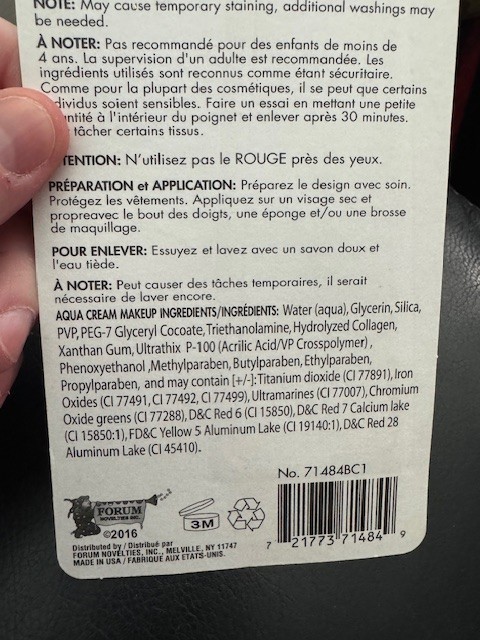 NOTE: May cause temporary staining, additional washings may
be needed.
À NOTER: Pas recommandé pour des enfants de moins de
4 ans. La supervision d'un adulte est recommandée. Les
ingrédients utilisés sont reconnus comme étant sécuritaire.
Comme pour la plupart des cosmétiques, il se peut que certains
dividus soient sensibles. Faire un essai en mettant une petite
ntité à l'intérieur du poignet et enlever après 30 minutes.
tâcher certains tissus.
TENTION: N'utilisez pas le ROUGE près des yeux.
PRÉPARATION et APPLICATION: Préparez le design avec soin.
Protégez les vêtements. Appliquez sur un visage sec et
propreavec le bout des doigts, une éponge et/ou une brosse
de maquillage.
POUR ENLEVER: Essuyez et lavez avec un savon doux et
l'eau tiède.
À NOTER: Peut causer des tâches temporaires, il serait
nécessaire de laver encore.
AQUA CREAM MAKEUP INGREDIENTS/INGRÉDIENTS: Water (aqua), Glycerin, Silica,
PVP, PEG-7 Glyceryl Cocoate, Triethanolamine, Hydrolyzed Collagen,
Xanthan Gum, Ultrathix P-100 (Acrylic Acid/VP Crosspolymer) ,
Phenoxyethanol ,Methylparaben, Butylparaben, Ethylparaben,
Propylparaben, and may contain [+/-]:Titanium dioxide (CI 77891), Iron
Oxides (CI 77491, CI 77492, CI 77499), Ultramarines (CI 77007), Chromium
Oxide greens (CI 77288), D&C Red 6 (CI 15850), D&C Red 7 Calcium lake
(CI 15850:1), FD&C Yellow 5 Aluminum Lake (CI 19140:1), D&C Red 28
Aluminum Lake (CI 45410).
No. 71484BC1
FORUM
NOVELTIES INC.
©2016
3M
Distributed by / Distribué par
FORUM NOVELTIES, INC., MELVILLE, NY 11747
MADE IN USA / FABRIQUE AUX ETATS-UNIS.
7 21773 71484 9